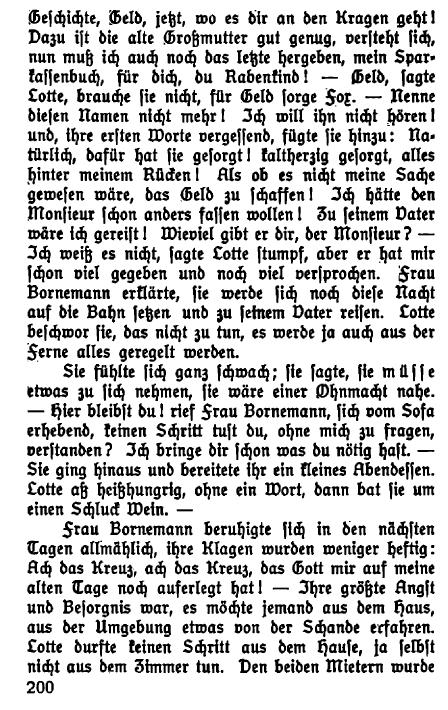 Geschichte, Geld, jetzt, wo es dir an den Kragen geht!
Dazu ist die alte Großmutter gut genug, versteht sich,
nun muß ich auch noch das letzte hergeben, mein Spar-
kassenbuch, für dich, du Rabenkind! — Geld, sagte
Lotte, brauche sie nicht, für Geld sorge Fox. — Nenne
diesen Namen nicht mehr! Ich will ihn nicht hören!
und, ihre ersten Worte vergessend, fügte sie hinzu: Na-
türlich, dafür hat sie gesorgt! kaltherzig gesorgt, alles
hinter meinem Rücken! Als ob es nicht meine Sache
gewesen wäre, das Geld zu schaffen! Ich hätte den
Monsieur schon anders fassen wollen! Zu seinem Vater
wäre ich gereist! Wieviel gibt er dir, der Monsieur? —
Ich weiß es nicht, sagte Lotte stumpf, aber er hat mir
schon viel gegeben und noch viel versprochen. Frau
Bornemann erklärte, sie werde sich noch diese Nacht
auf die Bahn setzen und zu seinem Vater reisen. Lotte
beschwor sie, das nicht zu tun, es werde ja auch aus der
Ferne alles geregelt werden.
Sie fühlte sich ganz schwach; sie sagte, sie müsse
etwas zu sich nehmen, sie wäre einer Ohnmacht nahe.
— Hier bleibst du! rief Frau Bornemann, sich vom Sofa
erhebend, keinen Schritt tust du, ohne mich zu fragen,
verstanden? Ich bringe dir schon was du nötig hast. —
Sie ging hinaus und bereitete ihr ein kleines Abendessen.
Lotte aß heißhungrig, ohne ein Wort, dann bat sie um
einen Schluck Wein. —
Frau Bornemann beruhigte sich in den nächsten
Tagen allmählich, ihre Klagen wurden weniger heftig:
Ach das Kreuz, ach das Kreuz, das Gott mir auf meine
alten Tage noch auferlegt hat! — Ihre größte Angst
und Besorgnis war, es möchte jemand aus dem Haus,
aus der Umgebung etwas von der Schande erfahren.
Lotte durfte keinen Schritt aus dem Hause, ja selbst
nicht aus dem Zimmer tun. Den beiden Mietern wurde
200